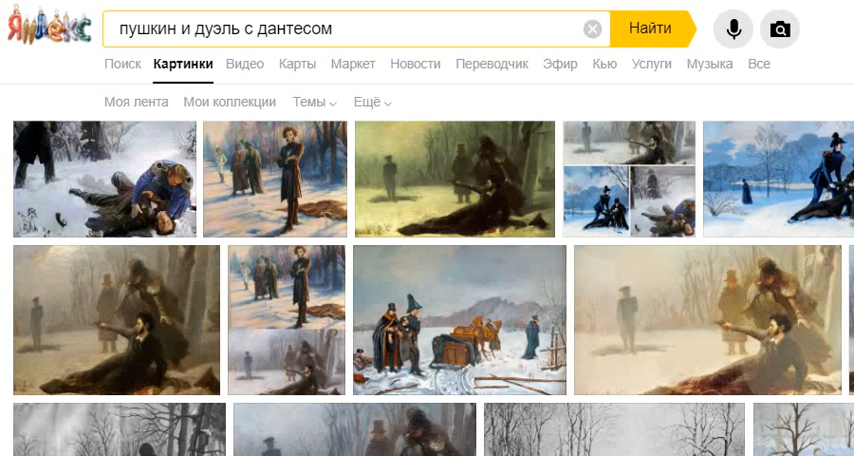 Яндекс
пушкин и дуэль с дантесом
Найти
Поиск Картинки Видео Карты Маркет Новости Переводчик Эфир Кью Услуги Музыка Все
Моя лента Мои коллекции Темы Ещё